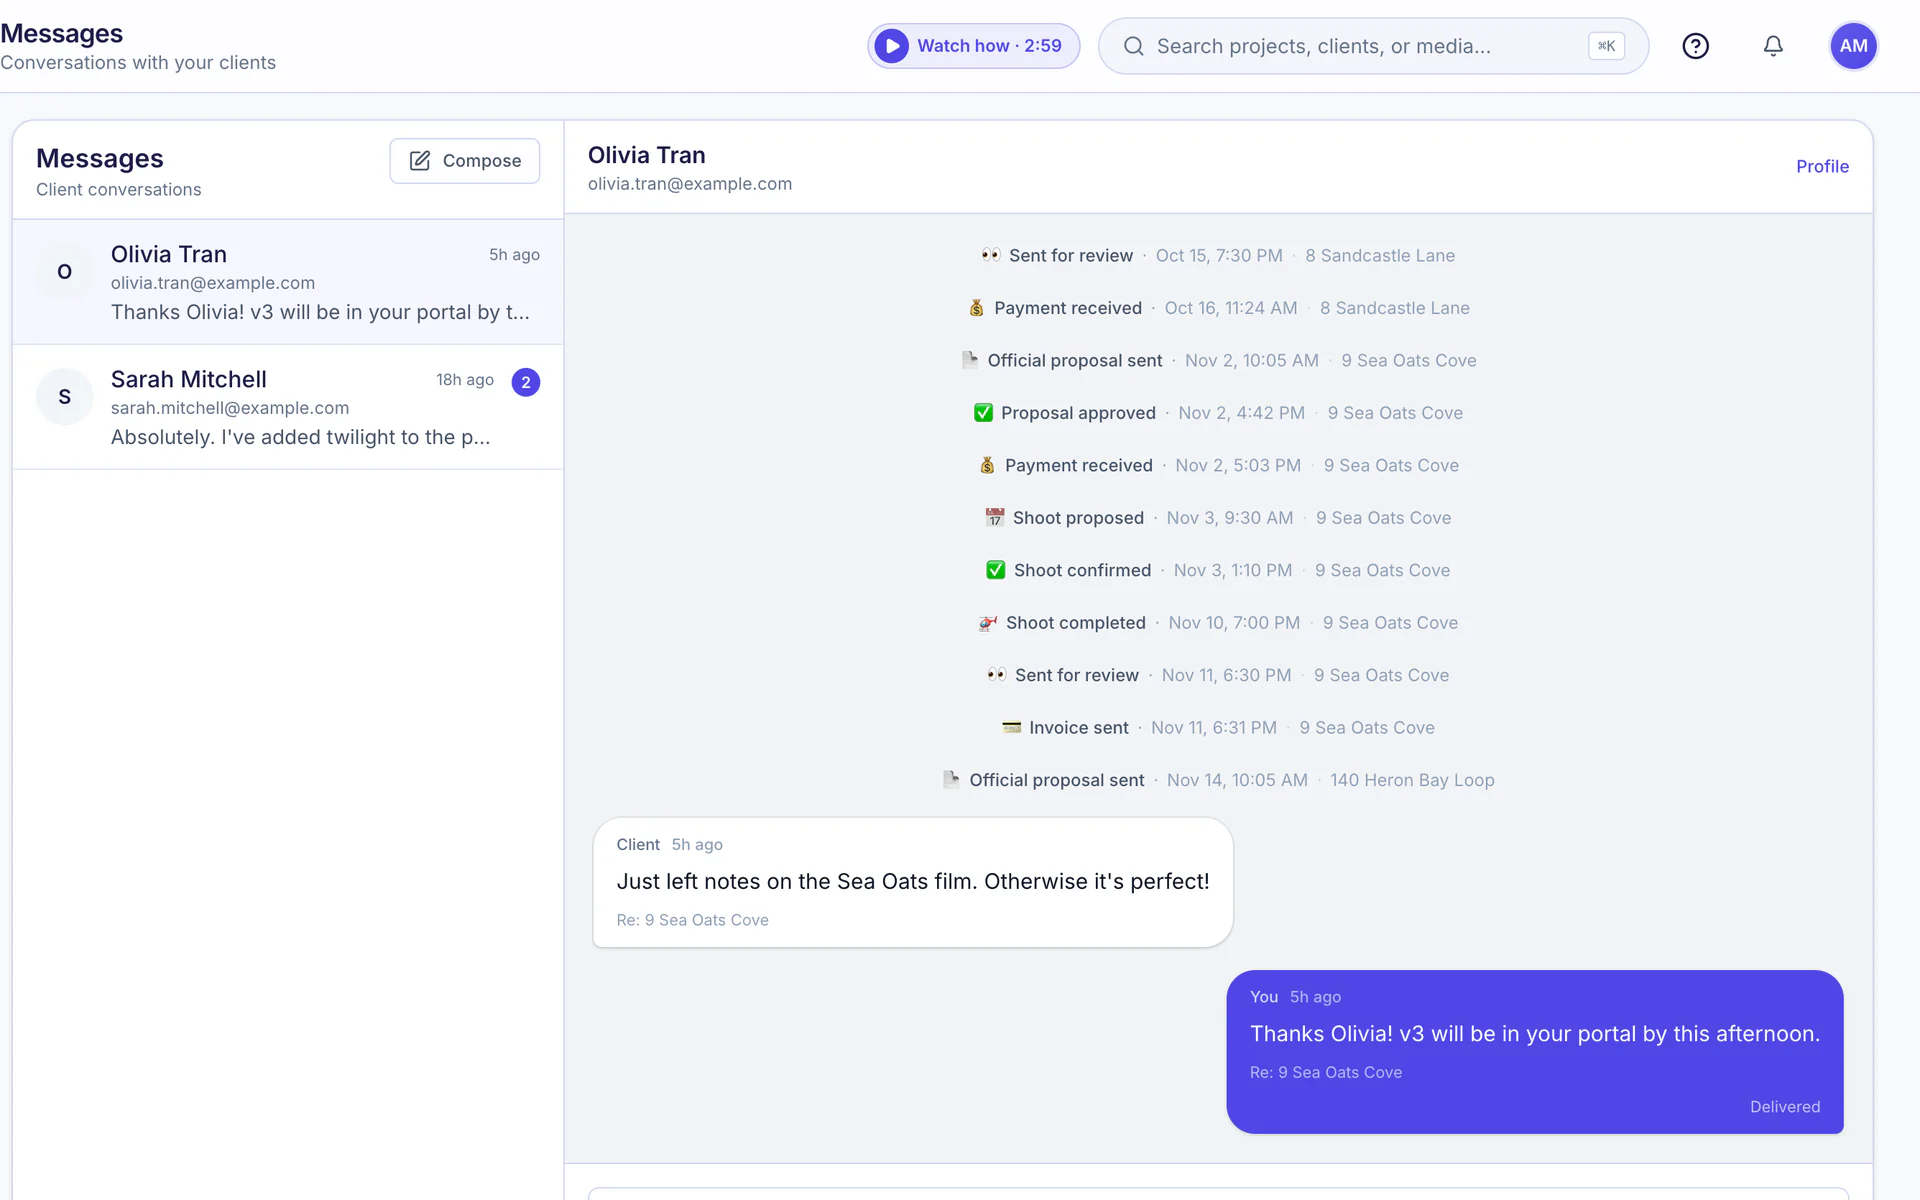 Messages
Conversations with your clients
Watch how · 2:59
Search projects, clients, or media...
⌘K
AM
Messages
Client conversations
Compose
O
Olivia Tran
5h ago
olivia.tran@example.com
Thanks Olivia! v3 will be in your portal by t...
S
Sarah Mitchell
18h ago
2
sarah.mitchell@example.com
Absolutely. I've added twilight to the p...
Olivia Tran
olivia.tran@example.com
Profile
👀 Sent for review · Oct 15, 7:30 PM · 8 Sandcastle Lane
💰 Payment received · Oct 16, 11:24 AM · 8 Sandcastle Lane
Official proposal sent · Nov 2, 10:05 AM · 9 Sea Oats Cove
✅ Proposal approved · Nov 2, 4:42 PM · 9 Sea Oats Cove
💰 Payment received · Nov 2, 5:03 PM · 9 Sea Oats Cove
📅 Shoot proposed · Nov 3, 9:30 AM · 9 Sea Oats Cove
✅ Shoot confirmed · Nov 3, 1:10 PM · 9 Sea Oats Cove
🚁 Shoot completed · Nov 10, 7:00 PM · 9 Sea Oats Cove
👀 Sent for review · Nov 11, 6:30 PM · 9 Sea Oats Cove
💳 Invoice sent · Nov 11, 6:31 PM · 9 Sea Oats Cove
Official proposal sent · Nov 14, 10:05 AM · 140 Heron Bay Loop
Client 5h ago
Just left notes on the Sea Oats film. Otherwise it's perfect!
Re: 9 Sea Oats Cove
You 5h ago
Thanks Olivia! v3 will be in your portal by this afternoon.
Re: 9 Sea Oats Cove
Delivered